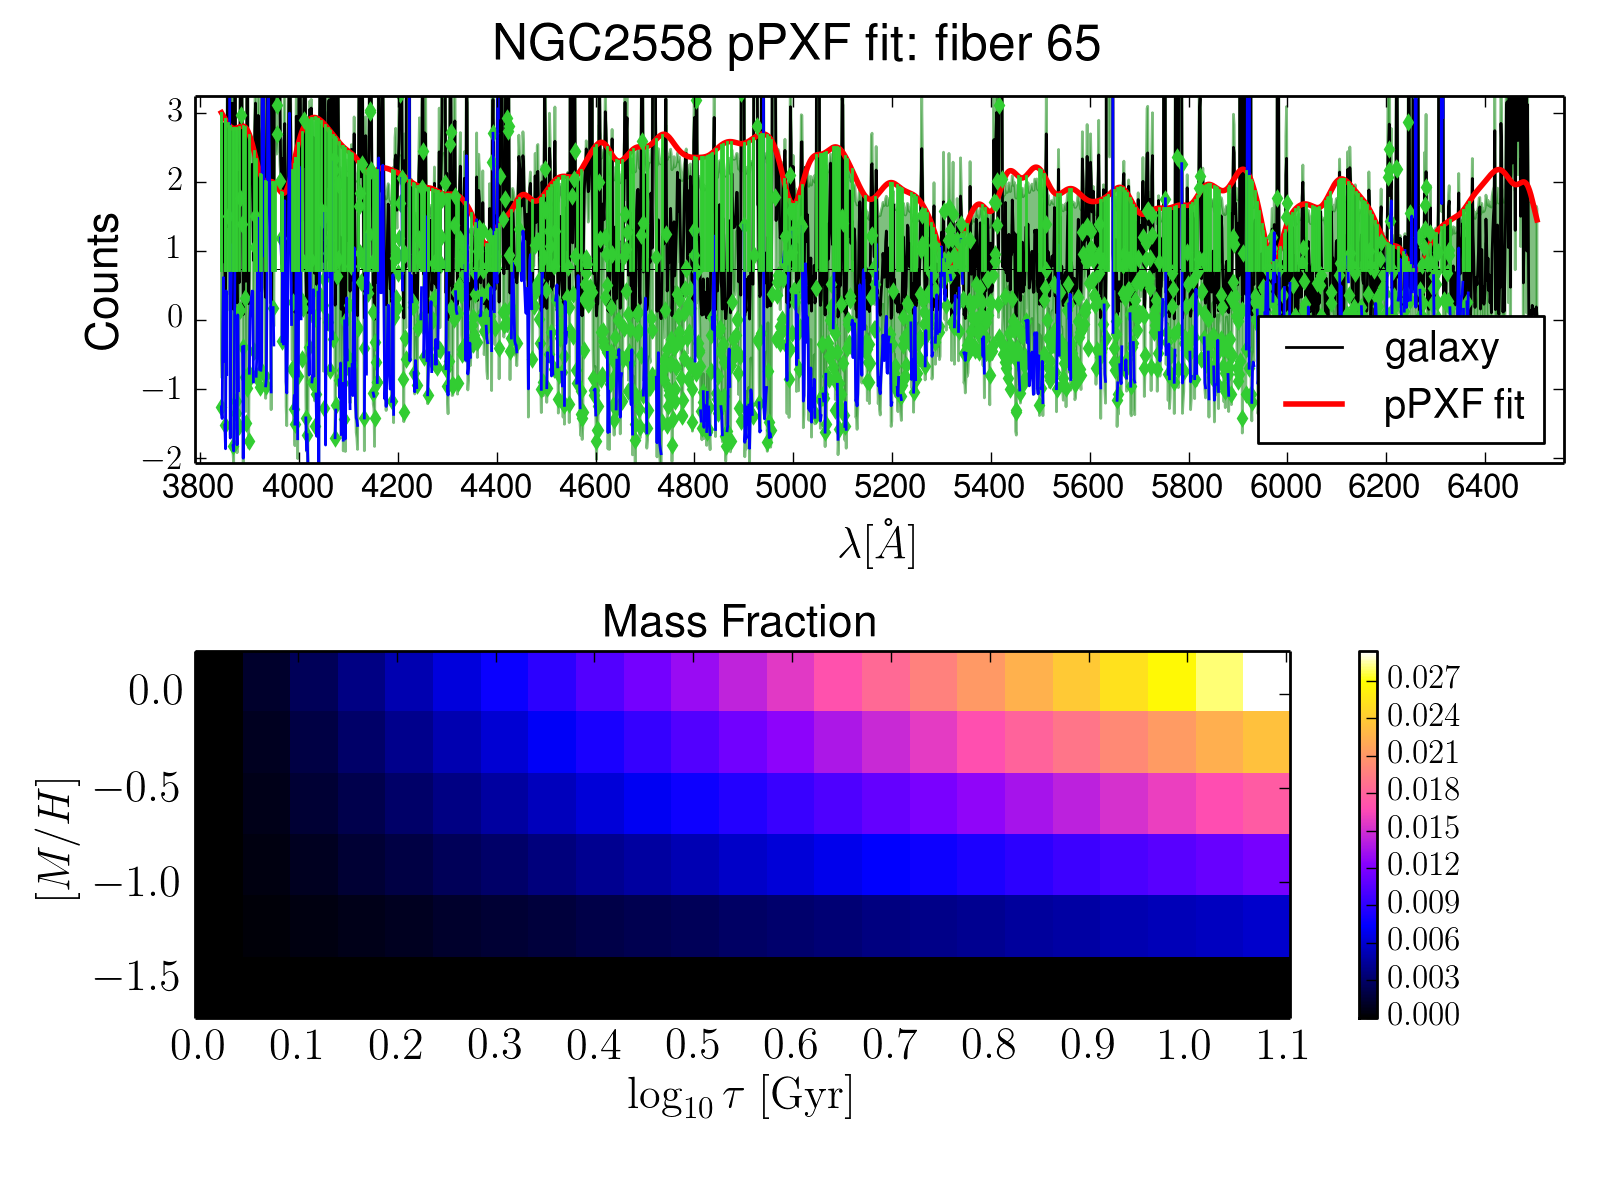 NGC2558 pPXF fit: fiber 65
3
2
1
0
−1
−2
Counts
galaxy
pPXF fit
3800 4000 4200 4400 4600 4800 5000 5200 5400 5600 5800 6000 6200 6400
λ[Å]
Mass Fraction
0.0
−0.5
−1.0
−1.5
[M/H]
0.0 0.1 0.2 0.3 0.4 0.5 0.6 0.7 0.8 0.9 1.0 1.1
log₁₀ τ [Gyr]
0.027
0.024
0.021
0.018
0.015
0.012
0.009
0.006
0.003
0.000